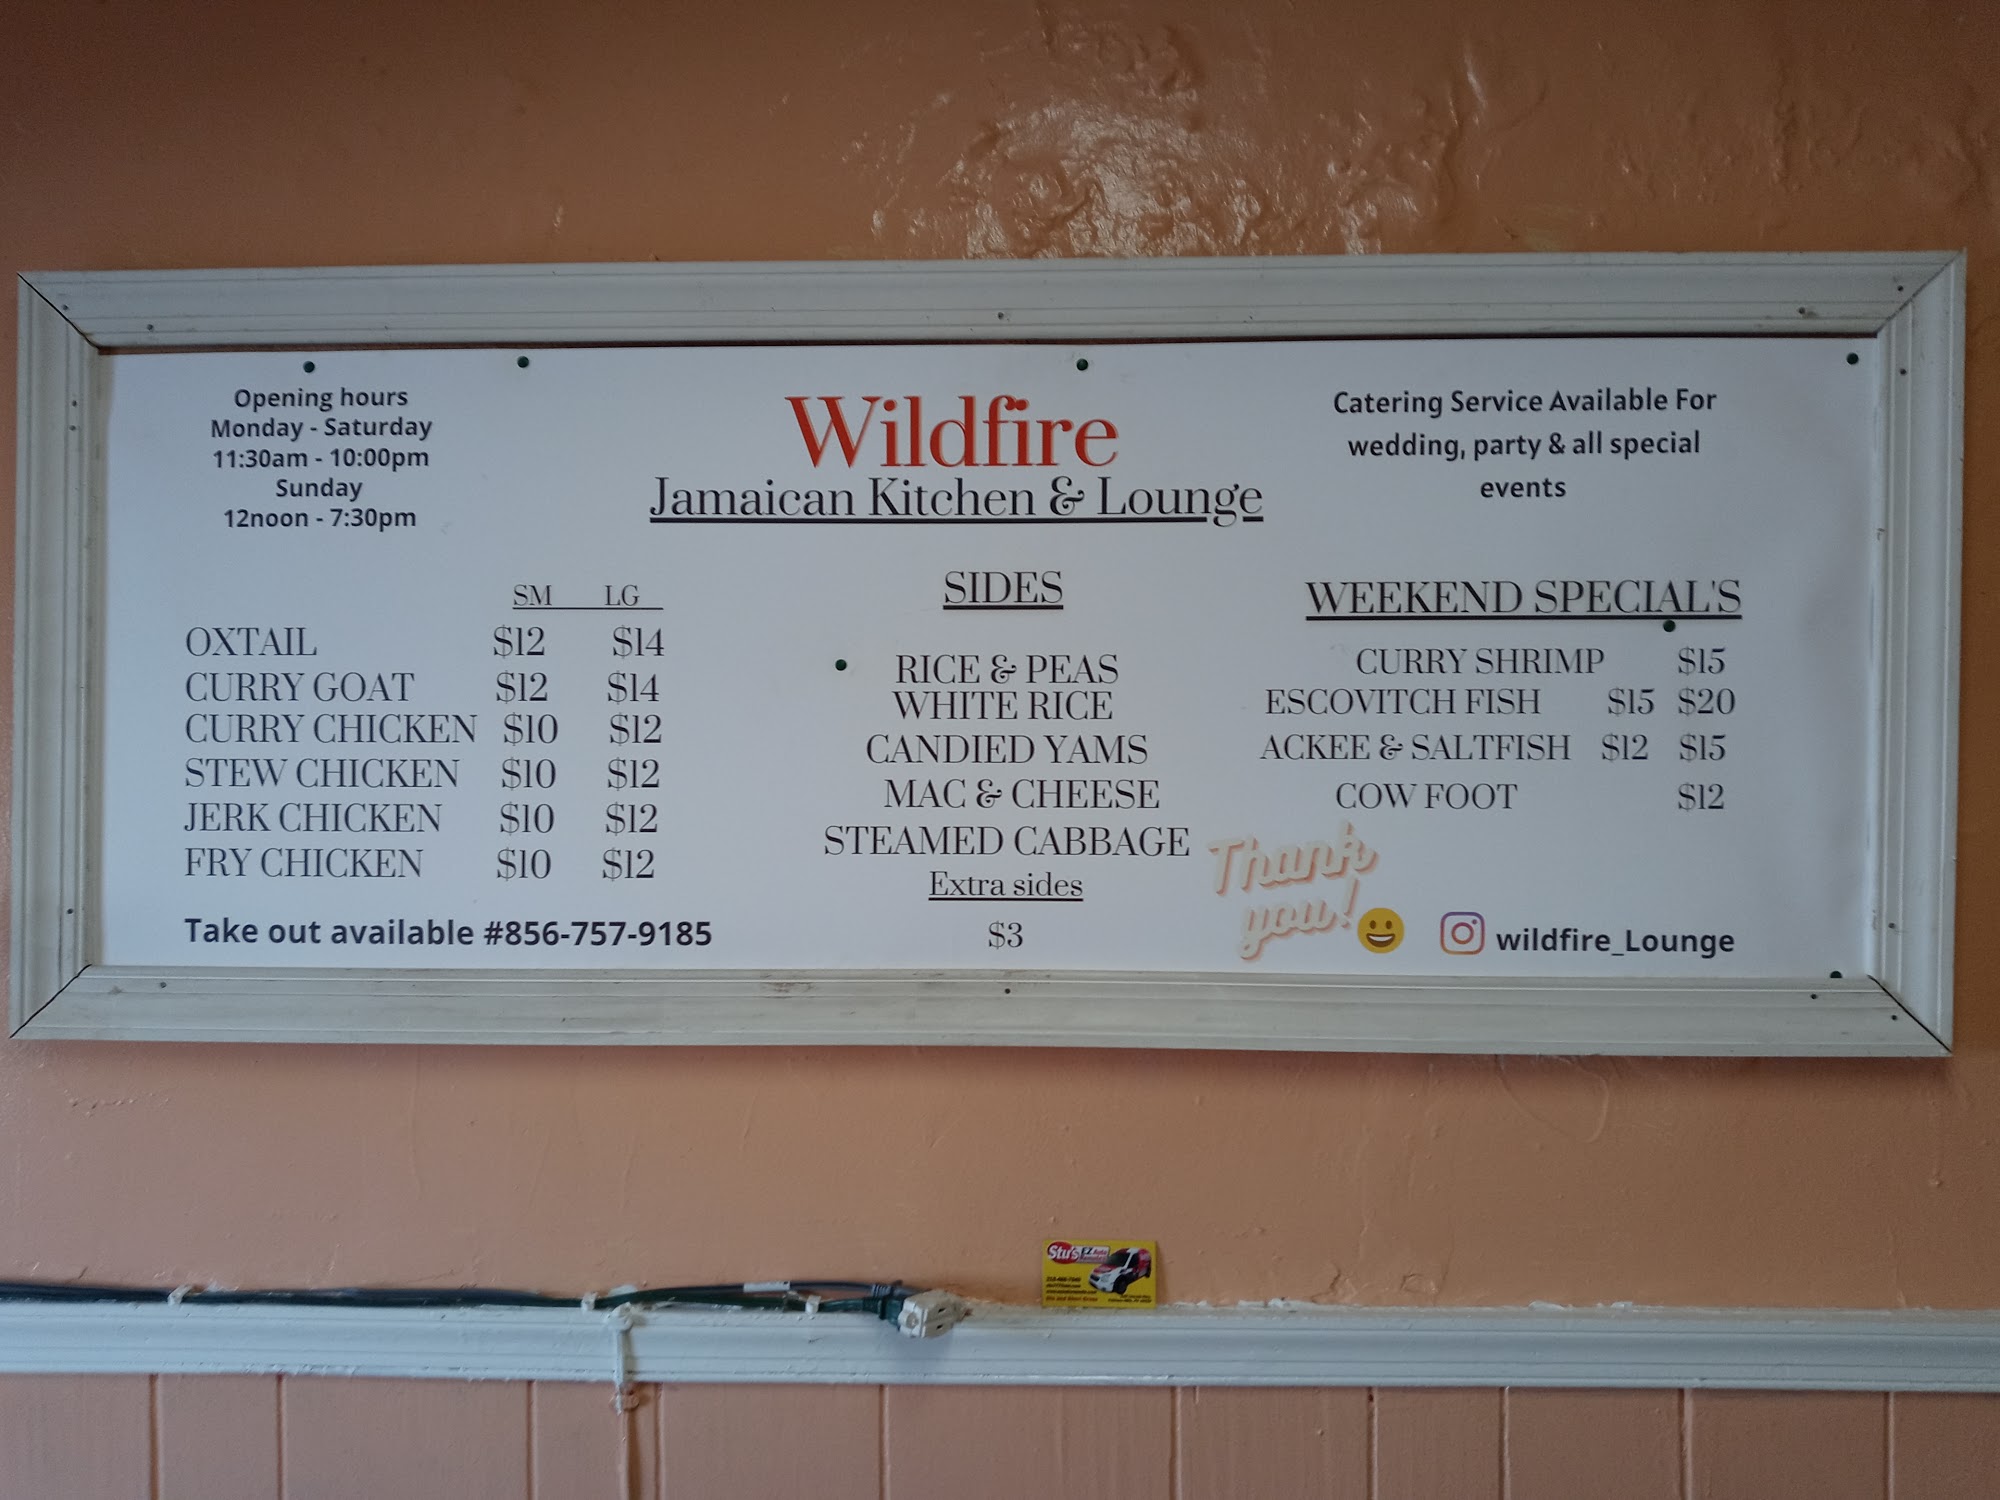 Opening hours
Monday - Saturday
11:30am - 10:00pm
Sunday
12noon - 7:30pm
Wildfire
Jamaican Kitchen & Lounge
Catering Service Available For
wedding, party & all special
events
SM LG
OXTAIL $12 $14
CURRY GOAT $12 $14
CURRY CHICKEN $10 $12
STEW CHICKEN $10 $12
JERK CHICKEN $10 $12
FRY CHICKEN $10 $12
Take out available #856-757-9185
SIDES
RICE & PEAS
WHITE RICE
CANDIED YAMS
MAC & CHEESE
STEAMED CABBAGE
Extra sides
$3
WEEKEND SPECIAL'S
CURRY SHRIMP $15
ESCOVITCH FISH $15 $20
ACKEE & SALTFISH $12 $15
COW FOOT $12
Thank
you!
wildfire_Lounge
Stu's EZ Auto